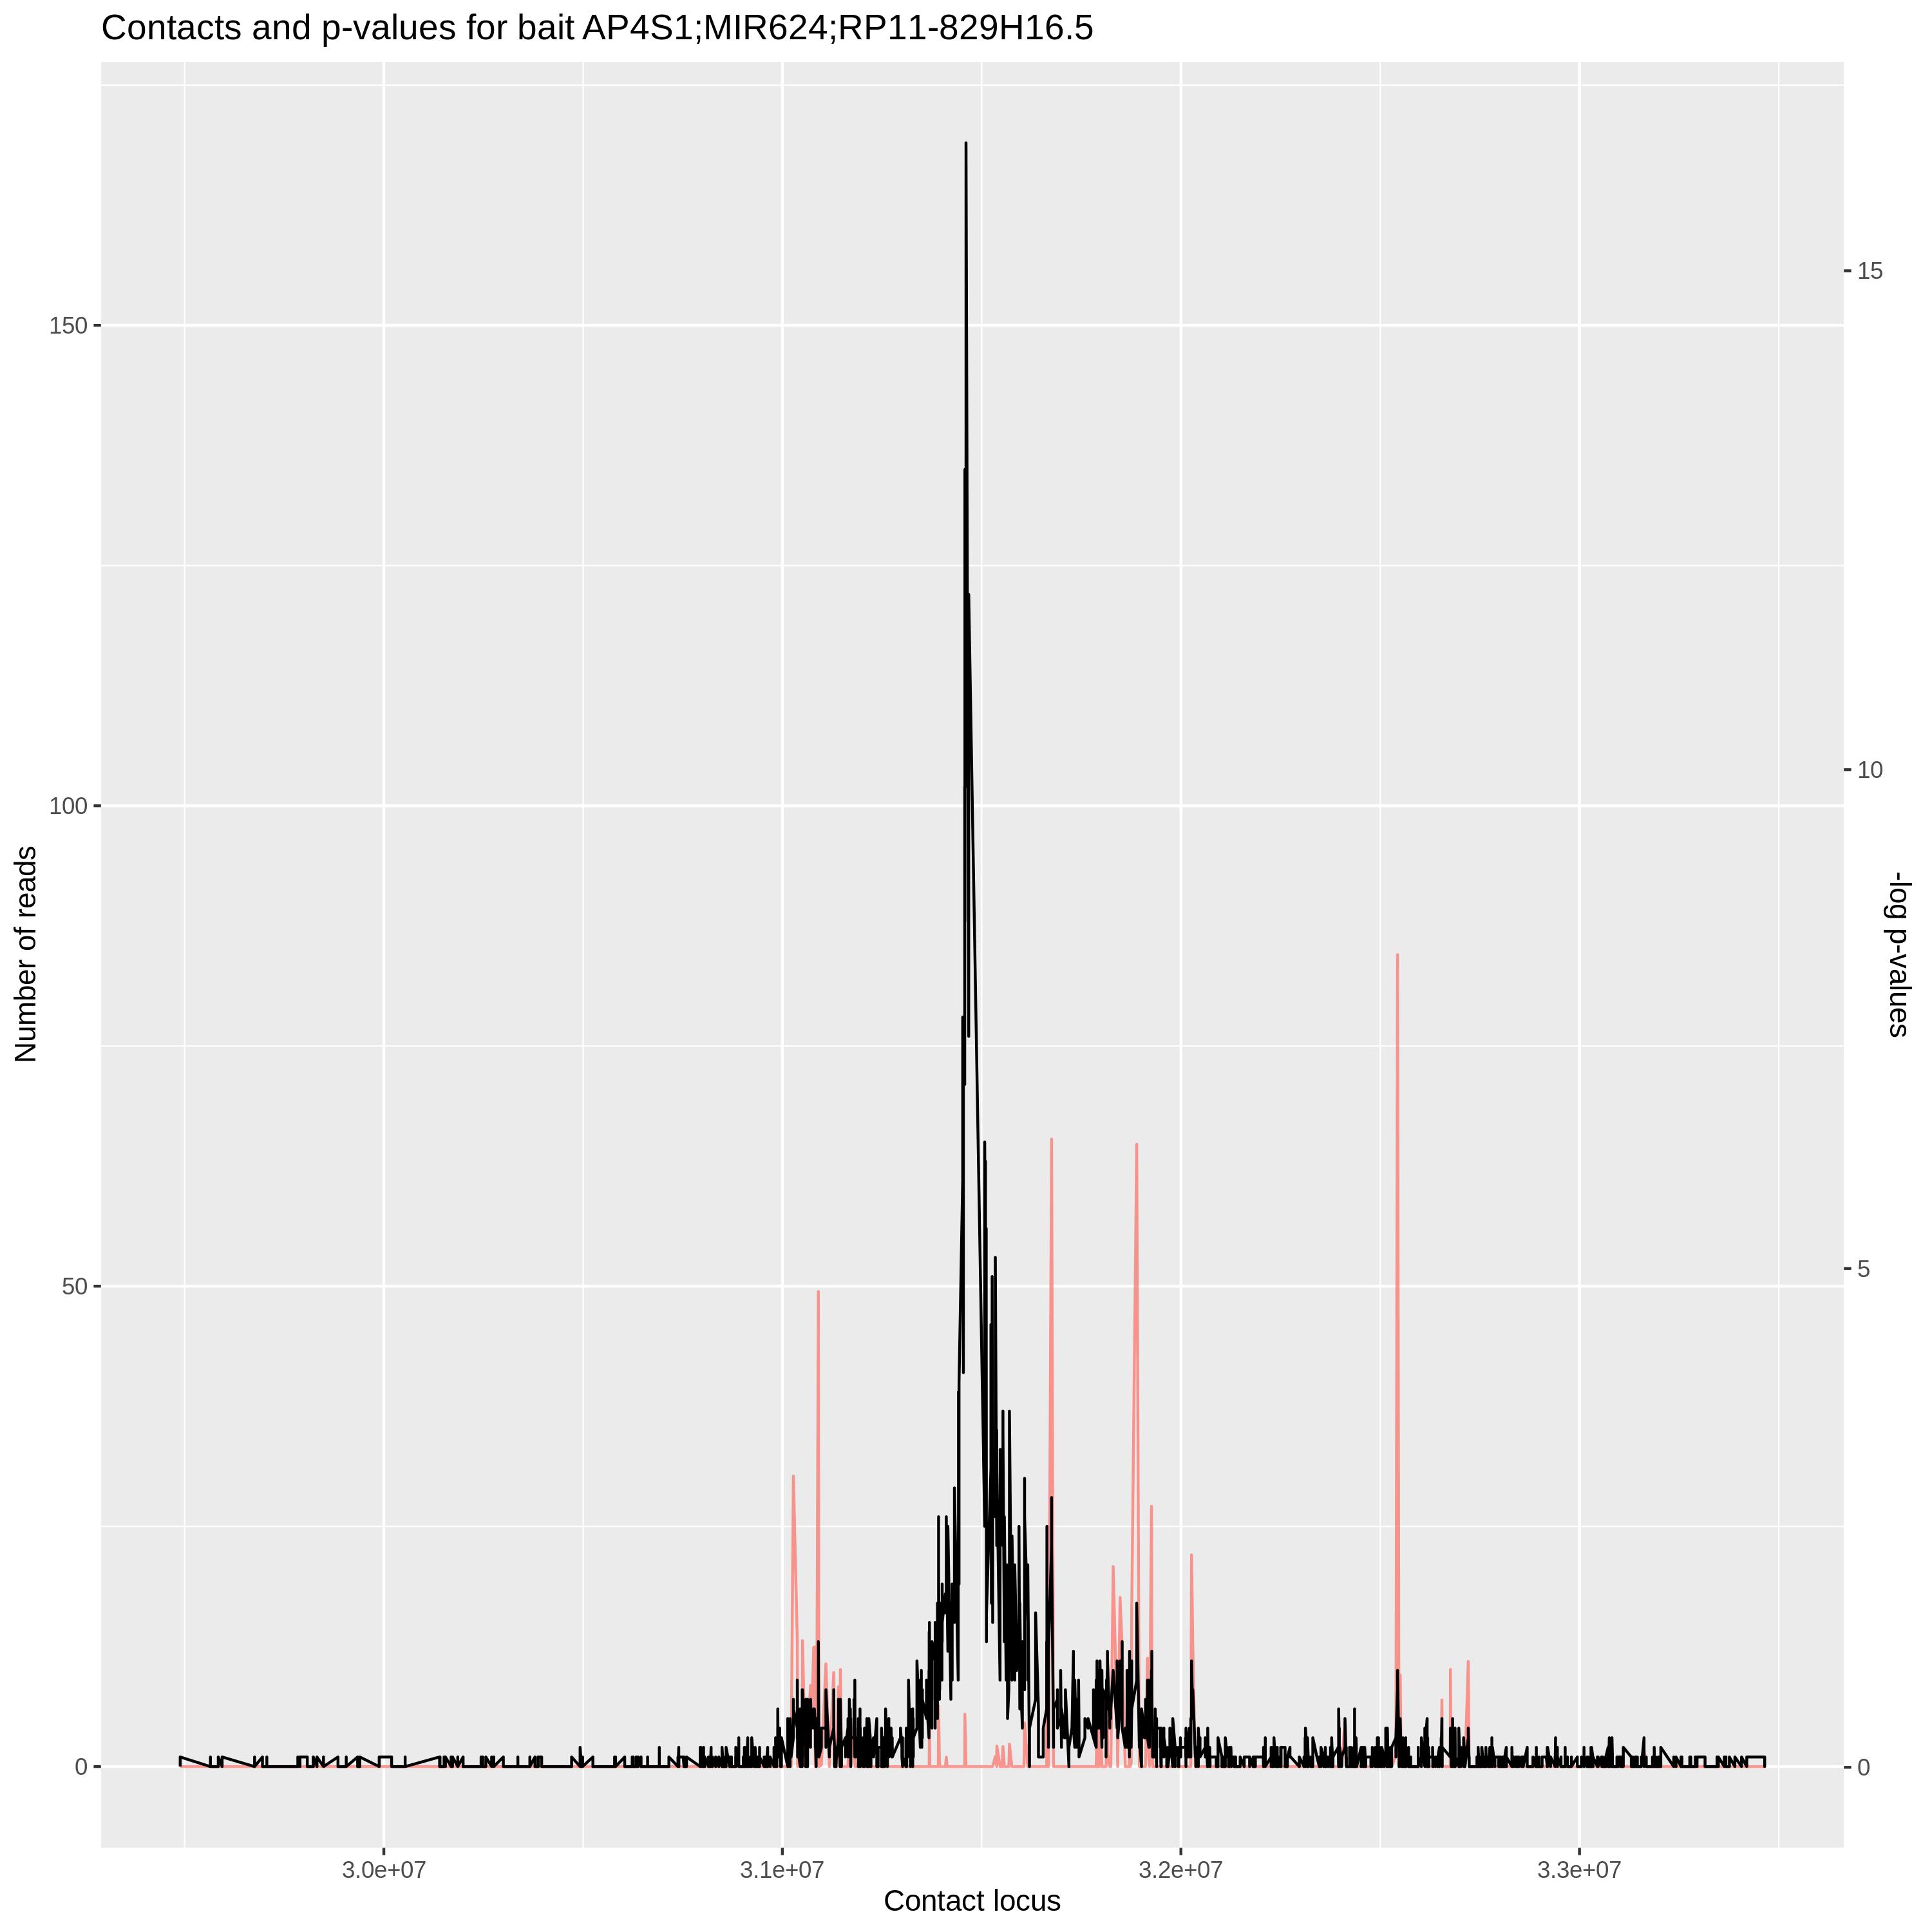 Contacts and p-values for bait AP4S1;MIR624;RP11-829H16.5
Number of reads
150
100
50
0
15
10
5
0
-log p-values
3.0e+07
3.1e+07
3.2e+07
3.3e+07
Contact locus